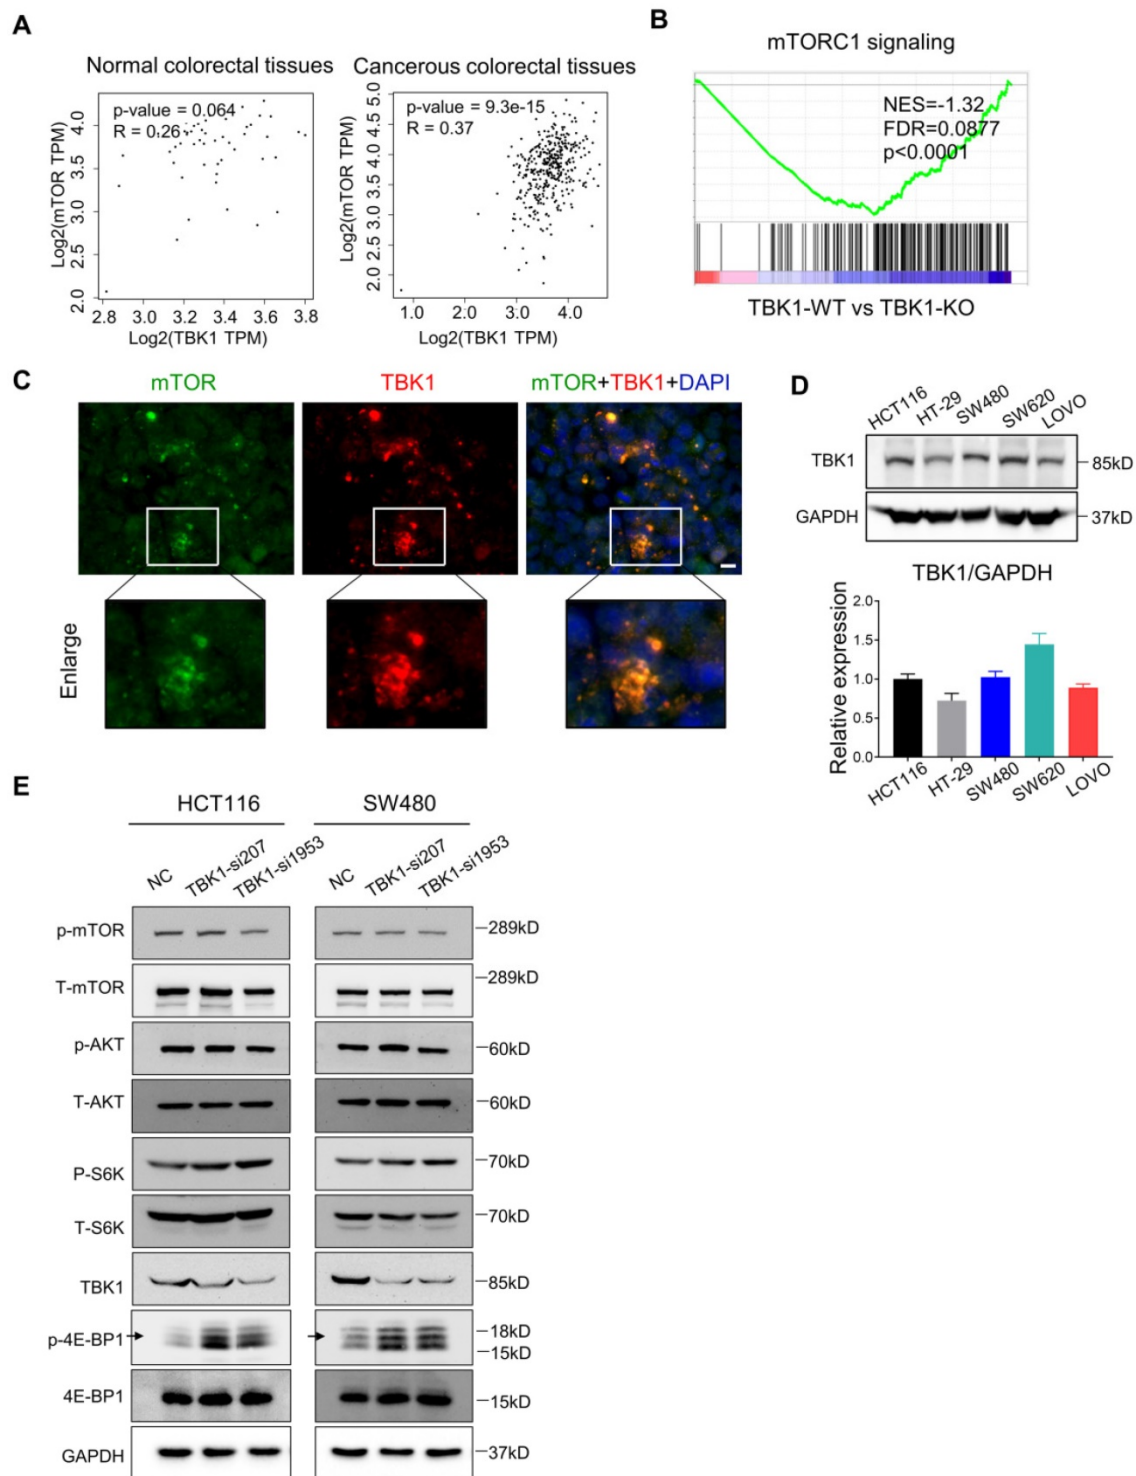 A
Normal colorectal tissues
p-value = 0.064
R = 0.26
Log2(mTOR TPM)
4.0
3.5
3.0
2.5
2.0
2.8 3.0 3.2 3.4 3.6 3.8
Log2(TBK1 TPM)
Cancerous colorectal tissues
p-value = 9.3e-15
R = 0.37
Log2(mTOR TPM)
5.0
4.5
4.0
3.5
3.0
2.5
2.0
1.0 2.0 3.0 4.0
Log2(TBK1 TPM)
B
mTORC1 signaling
NES=-1.32
FDR=0.0877
p<0.0001
TBK1-WT vs TBK1-KO
C
mTOR TBK1 mTOR+TBK1+DAPI
Enlarge
D
HCT116 HT-29 SW480 SW620 LOVO
TBK1 85kD
GAPDH 37kD
TBK1/GAPDH
Relative expression
2.0
1.5
1.0
0.5
0.0
HCT116 HT-29 SW480 SW620 LOVO
E
HCT116 SW480
NC TBK1-si207 TBK1-si1953 NC TBK1-si207 TBK1-si1953
p-mTOR 289kD
T-mTOR 289kD
p-AKT 60kD
T-AKT 60kD
P-S6K 70kD
T-S6K 70kD
TBK1 85kD
p-4E-BP1 18kD
15kD
4E-BP1 15kD
GAPDH 37kD